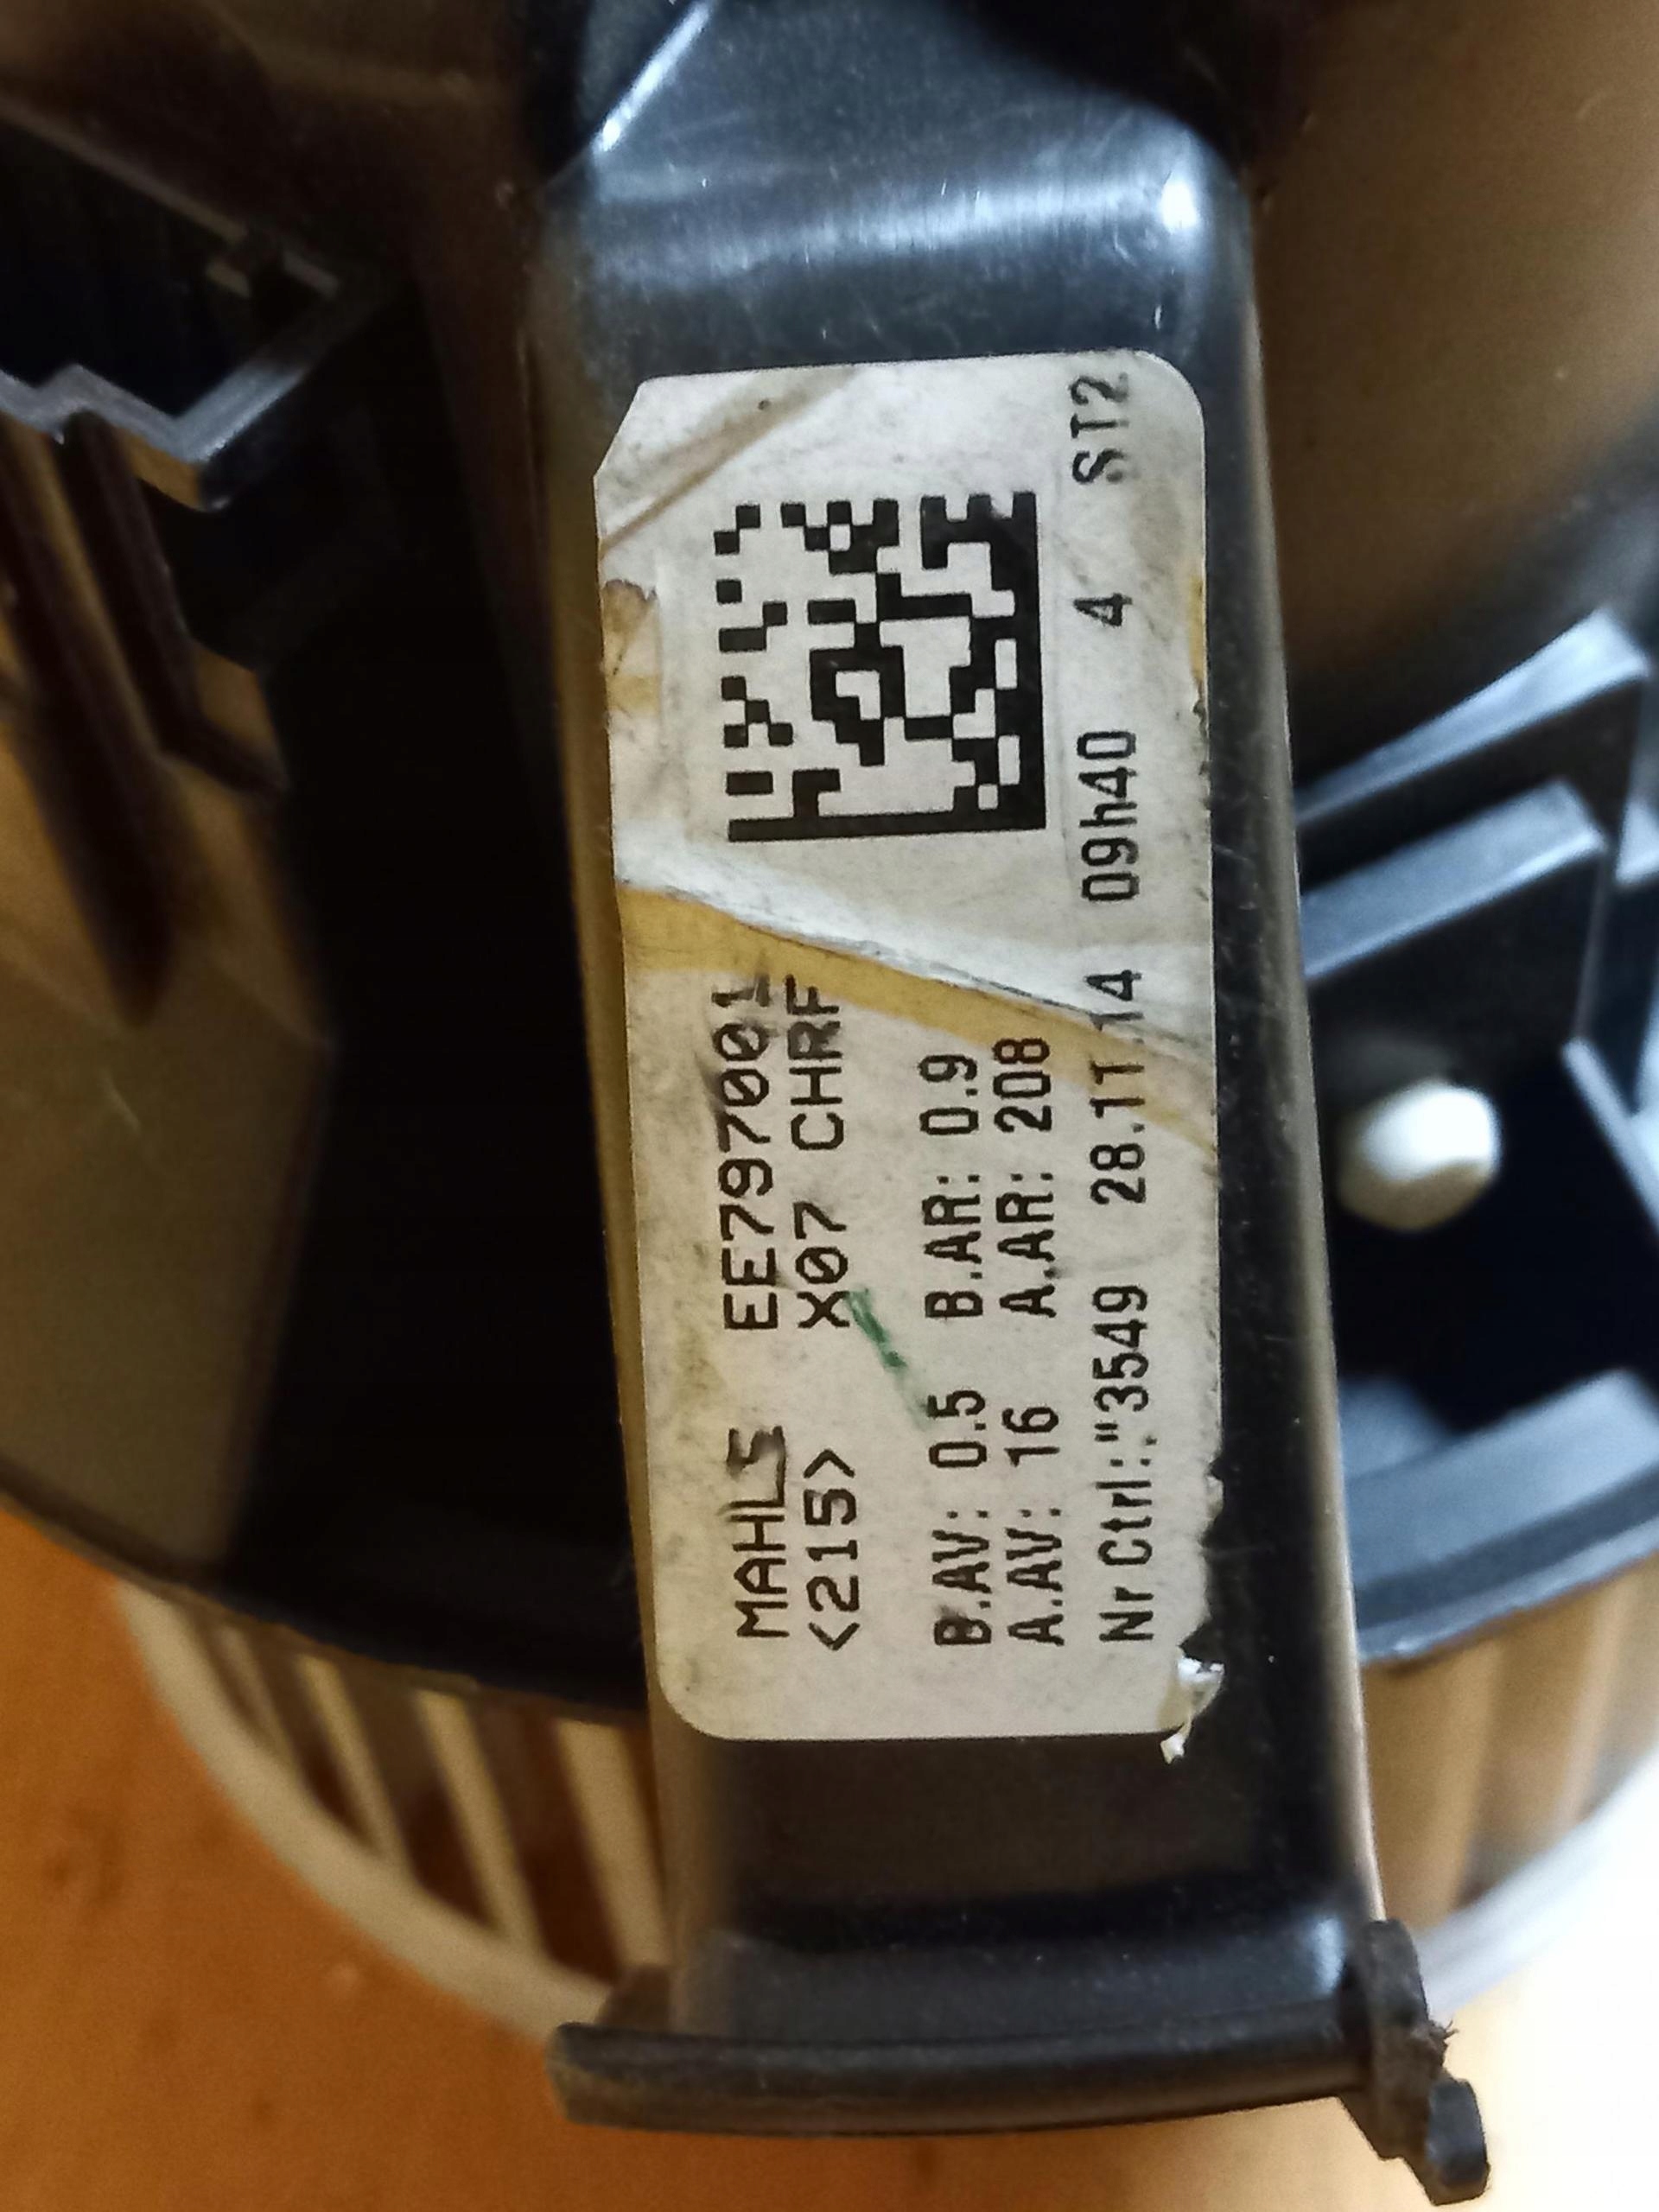 MAHLE EE797001
<215> X07 CHRF
B.AV: 0.5 B.AR: 0.9
A.AV: 16 A.AR: 208
Nr Ctrl:"3549 28.11.14 09h40 4 ST2